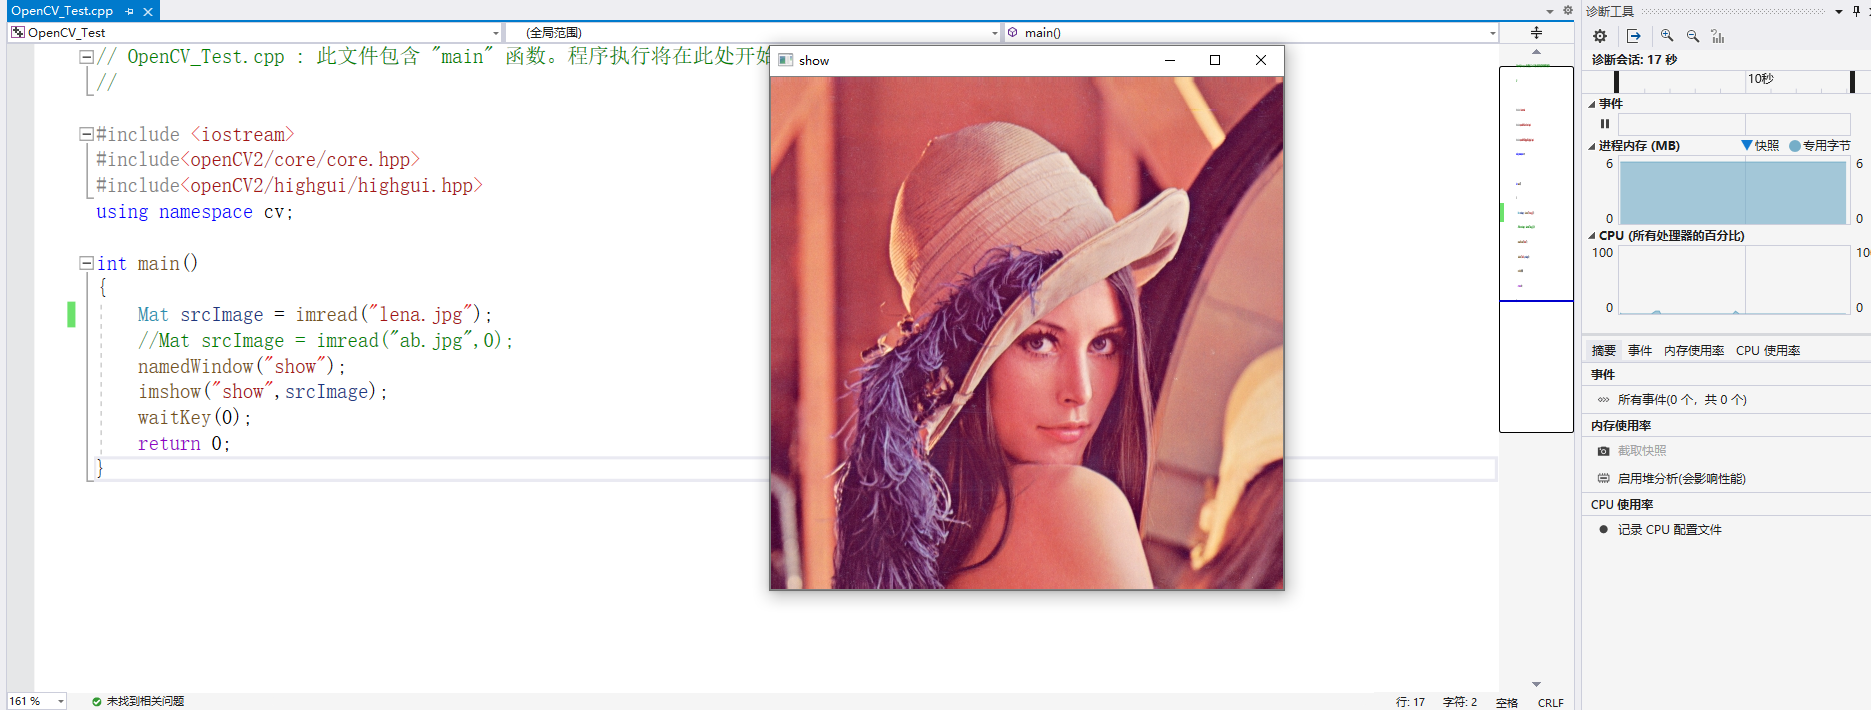 OpenCV_Test.cpp
OpenCV_Test
(全局范围)
main()
// OpenCV_Test.cpp : 此文件包含 "main" 函数。程序执行将在此处开始
//
#include <iostream>
#include<openCV2/core/core.hpp>
#include<openCV2/highgui/highgui.hpp>
using namespace cv;
int main()
{
Mat srcImage = imread("lena.jpg");
//Mat srcImage = imread("ab.jpg",0);
namedWindow("show");
imshow("show",srcImage);
waitKey(0);
return 0;
}
show
161 %
未找到相关问题
行: 17
字符: 2
空格
CRLF
诊断工具
诊断会话: 17 秒
10秒
事件
进程内存 (MB)
快照
专用字节
6
6
0
0
CPU (所有处理器的百分比)
100
10
0
0
摘要
事件
内存使用率
CPU 使用率
事件
所有事件(0 个，共 0 个)
内存使用率
截取快照
启用堆分析(会影响性能)
CPU 使用率
记录 CPU 配置文件